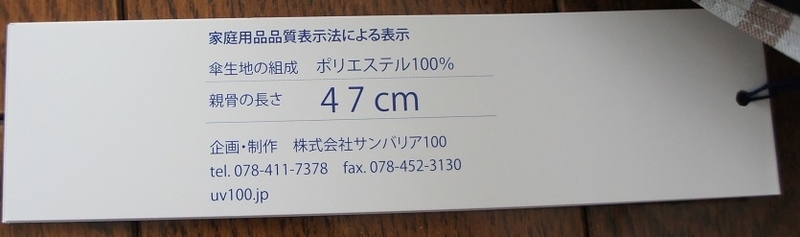 家庭用品品質表示法による表示
傘生地の組成　ポリエステル100%
親骨の長さ　47cm
企画・制作　株式会社サンバリア100
tel. 078-411-7378　fax. 078-452-3130
uv100.jp